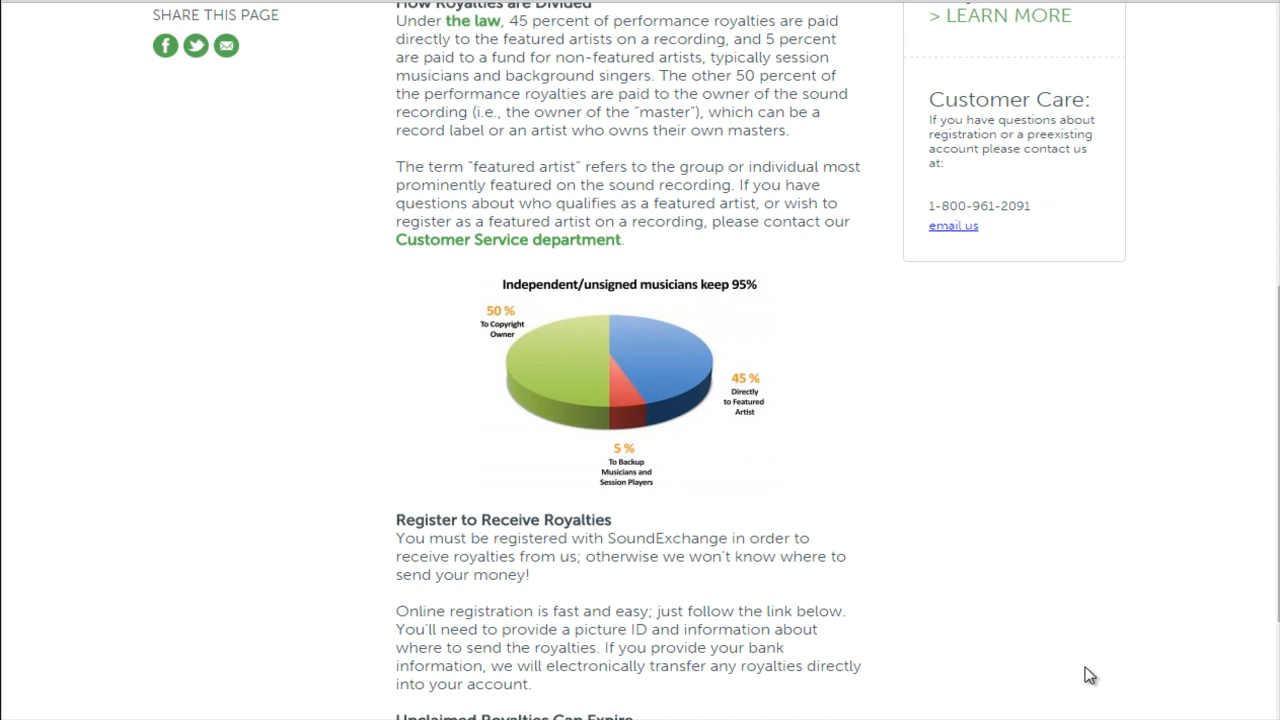 SHARE THIS PAGE
How Royalties are Divided
Under the law, 45 percent of performance royalties are paid
directly to the featured artists on a recording, and 5 percent
are paid to a fund for non-featured artists, typically session
musicians and background singers. The other 50 percent of
the performance royalties are paid to the owner of the sound
recording (i.e., the owner of the “master”), which can be a
record label or an artist who owns their own masters.
The term “featured artist” refers to the group or individual most
prominently featured on the sound recording. If you have
questions about who qualifies as a featured artist, or wish to
register as a featured artist on a recording, please contact our
Customer Service department.
Independent/unsigned musicians keep 95%
50 %
To Copyright
Owner
45 %
Directly
to Featured
Artist
5 %
To Backup
Musicians and
Session Players
Register to Receive Royalties
You must be registered with SoundExchange in order to
receive royalties from us; otherwise we won’t know where to
send your money!
Online registration is fast and easy; just follow the link below.
You’ll need to provide a picture ID and information about
where to send the royalties. If you provide your bank
information, we will electronically transfer any royalties directly
into your account.
Unclaimed Royalties Can Expire
> LEARN MORE
Customer Care:
If you have questions about
registration or a preexisting
account please contact us
at:
1-800-961-2091
email us